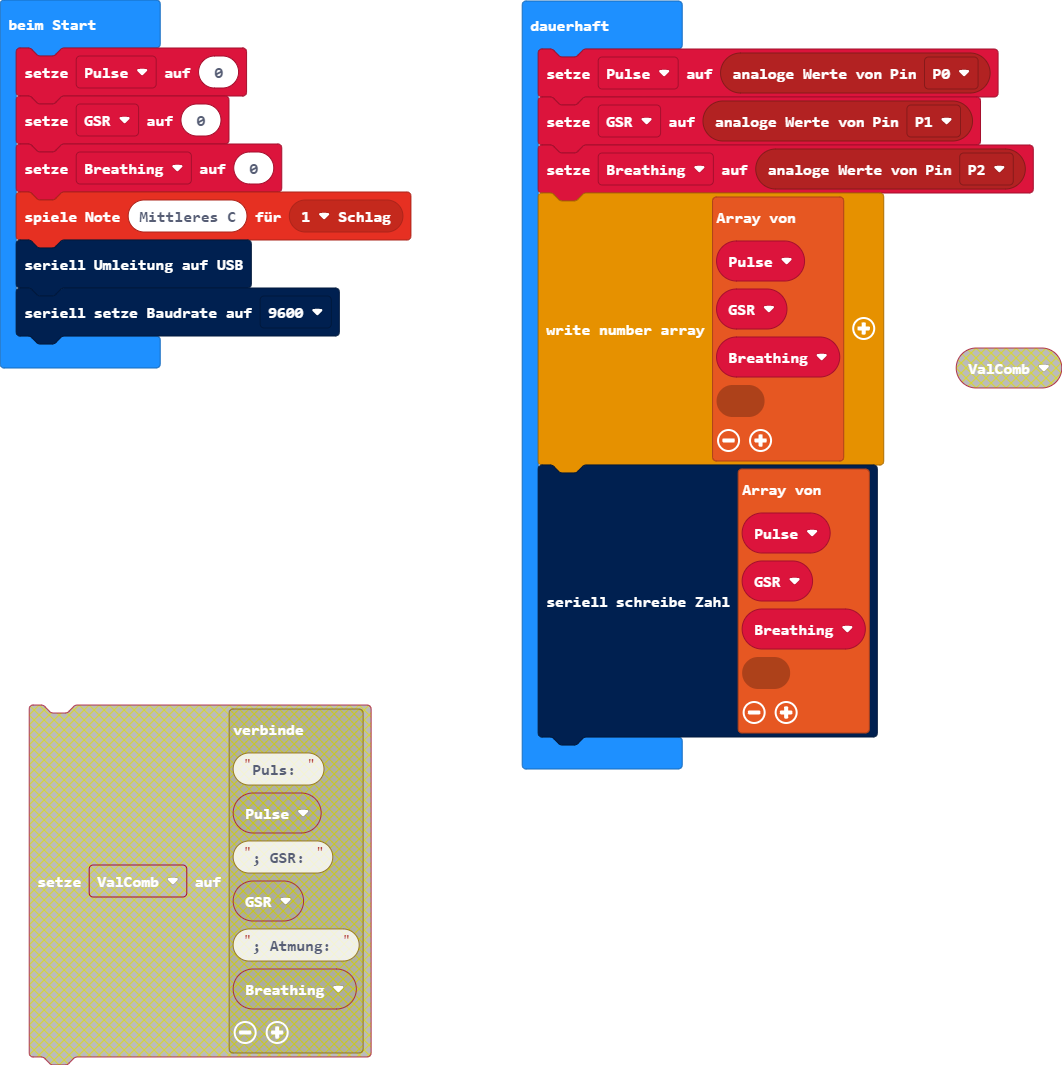 beim Start
setze Pulse auf 0
setze GSR auf 0
setze Breathing auf 0
spiele Note Mittleres C für 1 Schlag
seriell Umleitung auf USB
seriell setze Baudrate auf 9600
dauerhaft
setze Pulse auf analoge Werte von Pin P0
setze GSR auf analoge Werte von Pin P1
setze Breathing auf analoge Werte von Pin P2
write number array
Array von
Pulse
GSR
Breathing
seriell schreibe Zahl
Array von
Pulse
GSR
Breathing
ValComb
setze ValComb auf
verbinde
"Puls: "
Pulse
"; GSR: "
GSR
"; Atmung: "
Breathing